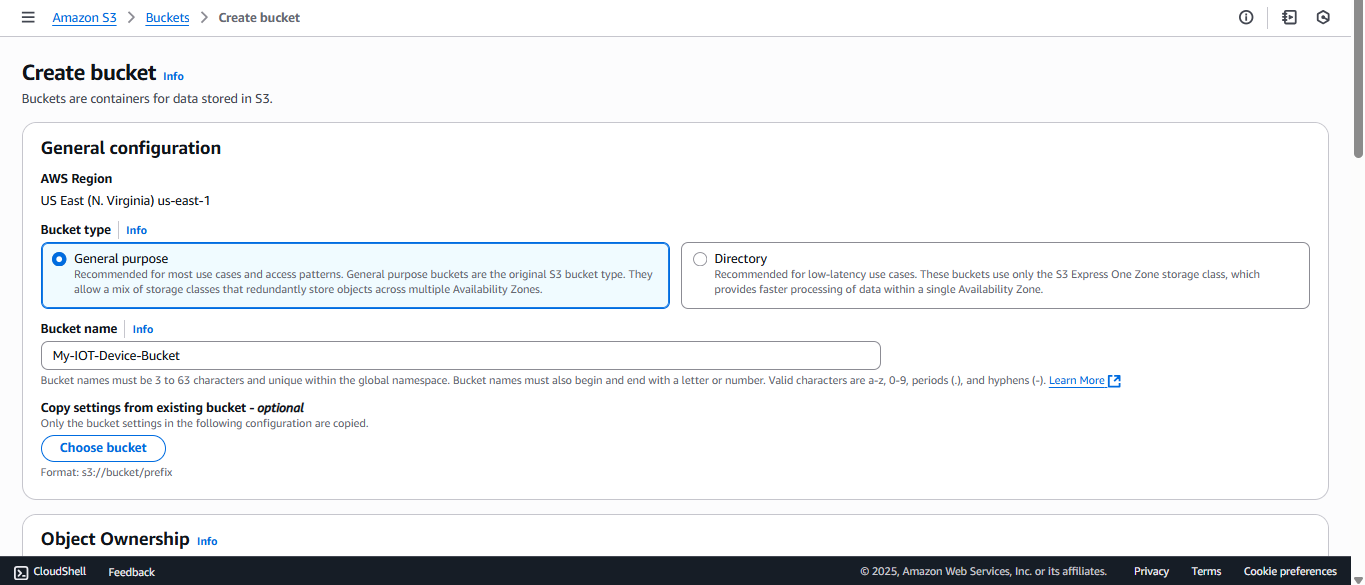 Amazon S3 > Buckets > Create bucket
Create bucket Info
Buckets are containers for data stored in S3.
General configuration
AWS Region
US East (N. Virginia) us-east-1
Bucket type Info
General purpose
Recommended for most use cases and access patterns. General purpose buckets are the original S3 bucket type. They
allow a mix of storage classes that redundantly store objects across multiple Availability Zones.
Directory
Recommended for low-latency use cases. These buckets use only the S3 Express One Zone storage class, which
provides faster processing of data within a single Availability Zone.
Bucket name Info
My-IOT-Device-Bucket
Bucket names must be 3 to 63 characters and unique within the global namespace. Bucket names must also begin and end with a letter or number. Valid characters are a-z, 0-9, periods (.), and hyphens (-). Learn More
Copy settings from existing bucket - optional
Only the bucket settings in the following configuration are copied.
Choose bucket
Format: s3://bucket/prefix
Object Ownership Info
CloudShell Feedback © 2025, Amazon Web Services, Inc. or its affiliates. Privacy Terms Cookie preferences